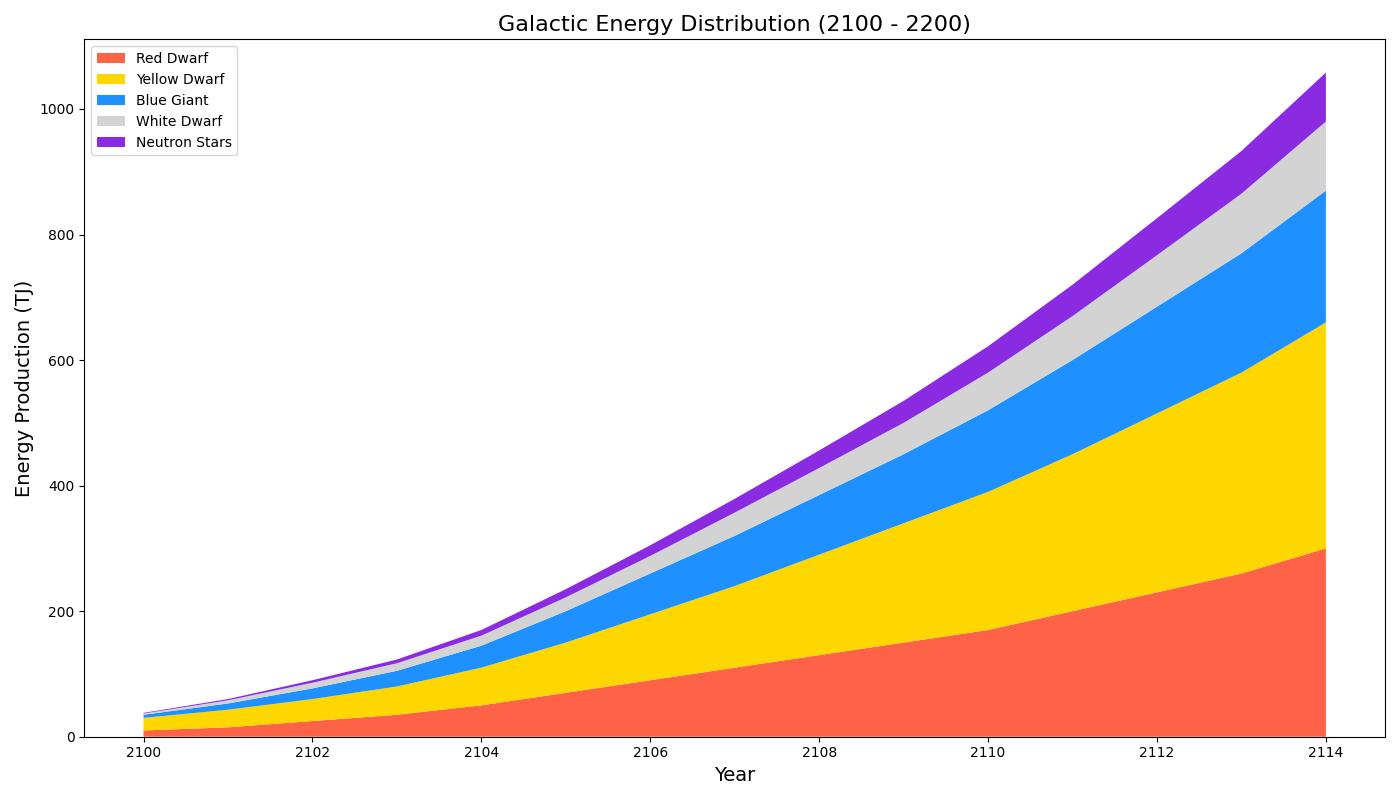 Galactic Energy Distribution (2100 - 2200)
Red Dwarf
Yellow Dwarf
Blue Giant
White Dwarf
Neutron Stars
Energy Production (TJ)
1000
800
600
400
200
0
2100 2102 2104 2106 2108 2110 2112 2114
Year